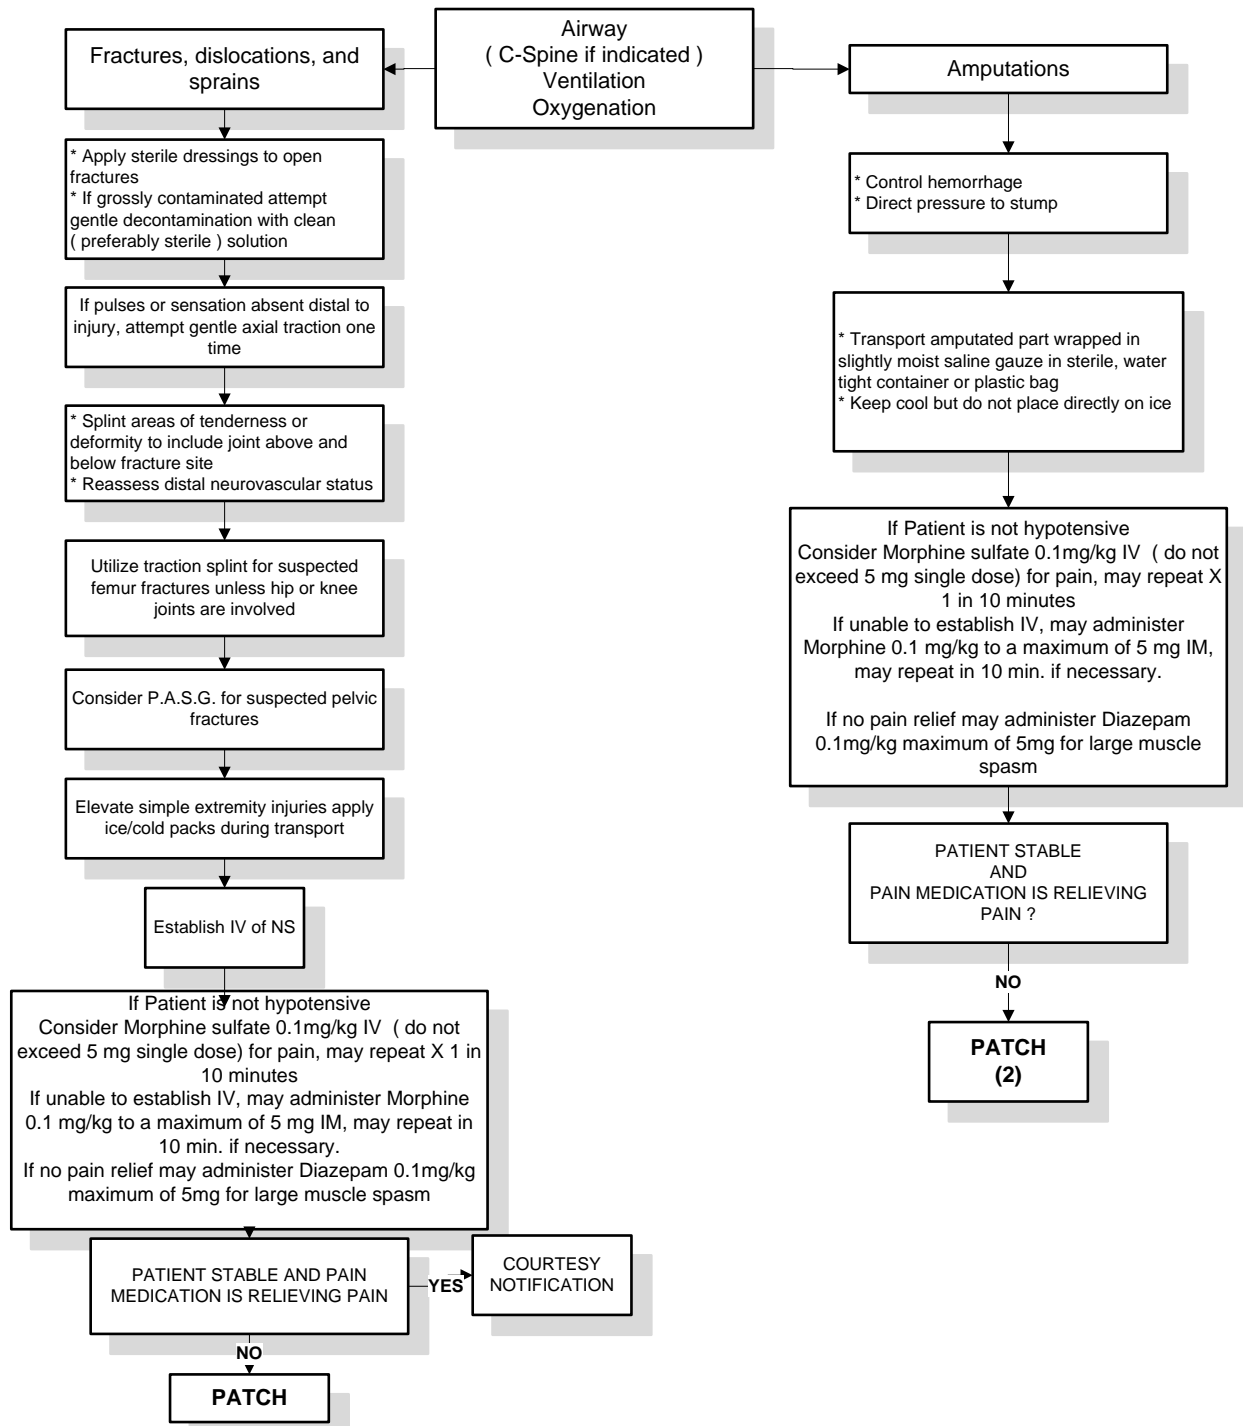 Airway
( C-Spine if indicated )
Ventilation
Oxygenation
Fractures, dislocations, and
sprains
* Apply sterile dressings to open
fractures
* If grossly contaminated attempt
gentle decontamination with clean
( preferably sterile ) solution
If pulses or sensation absent distal to
injury, attempt gentle axial traction one
time
* Splint areas of tenderness or
deformity to include joint above and
below fracture site
* Reassess distal neurovascular status
Utilize traction splint for suspected
femur fractures unless hip or knee
joints are involved
Consider P.A.S.G. for suspected pelvic
fractures
Elevate simple extremity injuries apply
ice/cold packs during transport
Establish IV of NS
If Patient is not hypotensive
Consider Morphine sulfate 0.1mg/kg IV ( do not
exceed 5 mg single dose) for pain, may repeat X 1 in
10 minutes
If unable to establish IV, may administer Morphine
0.1 mg/kg to a maximum of 5 mg IM, may repeat in
10 min. if necessary.
If no pain relief may administer Diazepam 0.1mg/kg
maximum of 5mg for large muscle spasm
PATIENT STABLE AND PAIN
MEDICATION IS RELIEVING PAIN
YES
COURTESY
NOTIFICATION
NO
PATCH
Amputations
* Control hemorrhage
* Direct pressure to stump
* Transport amputated part wrapped in
slightly moist saline gauze in sterile, water
tight container or plastic bag
* Keep cool but do not place directly on ice
If Patient is not hypotensive
Consider Morphine sulfate 0.1mg/kg IV ( do not
exceed 5 mg single dose) for pain, may repeat X
1 in 10 minutes
If unable to establish IV, may administer
Morphine 0.1 mg/kg to a maximum of 5 mg IM,
may repeat in 10 min. if necessary.
If no pain relief may administer Diazepam
0.1mg/kg maximum of 5mg for large muscle
spasm
PATIENT STABLE
AND
PAIN MEDICATION IS RELIEVING
PAIN ?
NO
PATCH
(2)